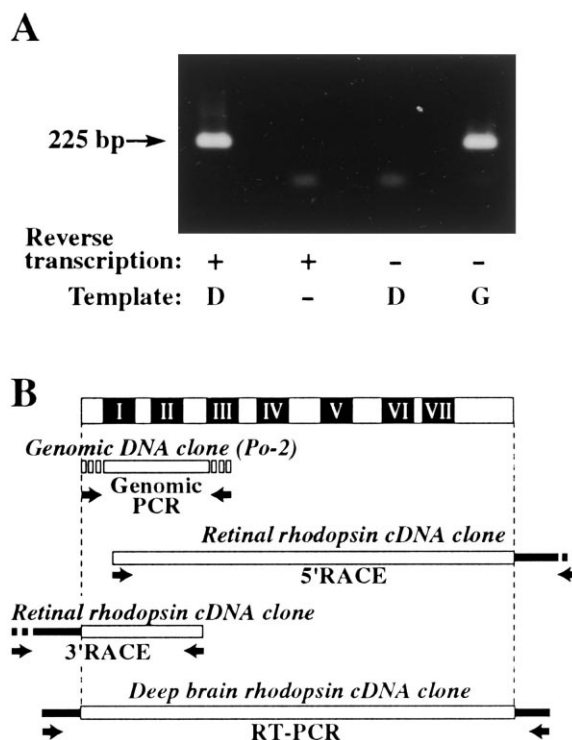 A
225 bp
Reverse
transcription: + + - -
Template: D - D G
B
I II III IV V VI VII
Genomic DNA clone (Po-2)
Genomic
PCR
Retinal rhodopsin cDNA clone
5'RACE
Retinal rhodopsin cDNA clone
3'RACE
Deep brain rhodopsin cDNA clone
RT-PCR